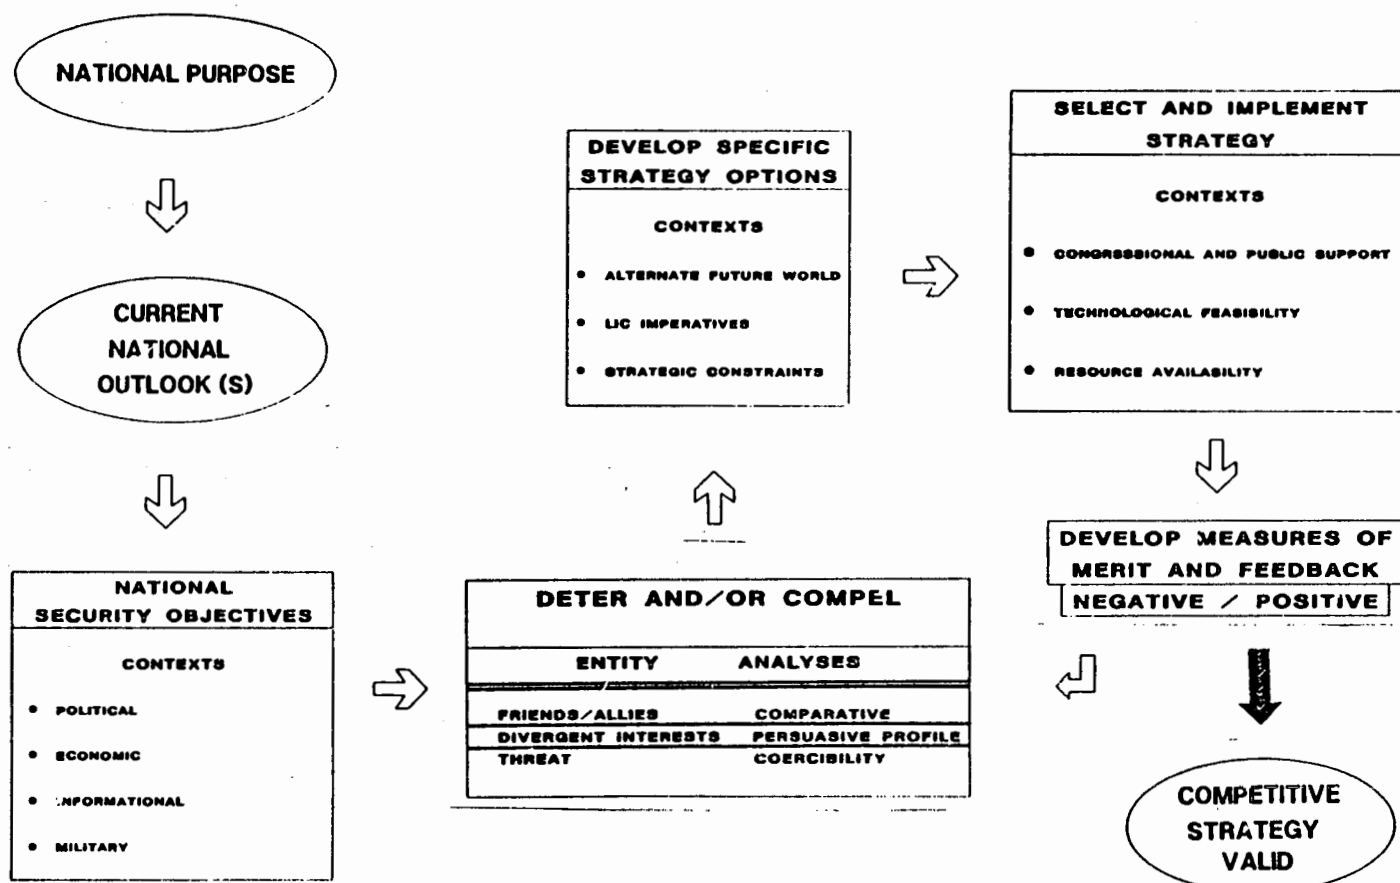 NATIONAL PURPOSE
CURRENT
NATIONAL
OUTLOOK (S)
NATIONAL
SECURITY OBJECTIVES
CONTEXTS
• POLITICAL
• ECONOMIC
• INFORMATIONAL
• MILITARY
DETER AND/OR COMPEL
ENTITY ANALYSES
FRIENDS/ALLIES COMPARATIVE
DIVERGENT INTERESTS PERSUASIVE PROFILE
THREAT COERCIBILITY
DEVELOP SPECIFIC
STRATEGY OPTIONS
CONTEXTS
• ALTERNATE FUTURE WORLD
• LIC IMPERATIVES
• STRATEGIC CONSTRAINTS
SELECT AND IMPLEMENT
STRATEGY
CONTEXTS
• CONGRSSSIONAL AND PUBLIC SUPPORT
• TECHNOLOGICAL FEASIBILITY
• RESOURCE AVAILABILITY
DEVELOP MEASURES OF
MERIT AND FEEDBACK
NEGATIVE / POSITIVE
COMPETITIVE
STRATEGY
VALID